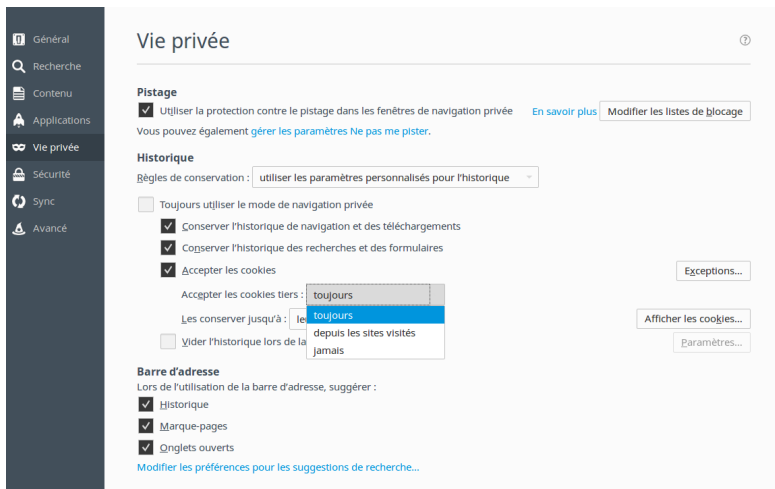 Général
Recherche
Contenu
Applications
Vie privée
Sécurité
Sync
Avancé
Vie privée
?
Pistage
Utiliser la protection contre le pistage dans les fenêtres de navigation privée En savoir plus Modifier les listes de blocage
Vous pouvez également gérer les paramètres Ne pas me pister.
Historique
Règles de conservation : utiliser les paramètres personnalisés pour l'historique
Toujours utiliser le mode de navigation privée
Conserver l'historique de navigation et des téléchargements
Conserver l'historique des recherches et des formulaires
Accepter les cookies Exceptions...
Accepter les cookies tiers : toujours
toujours
depuis les sites visités
jamais
Les conserver jusqu'à : Afficher les cookies...
Vider l'historique lors de la Paramètres...
Barre d'adresse
Lors de l'utilisation de la barre d'adresse, suggérer :
Historique
Marque-pages
Onglets ouverts
Modifier les préférences pour les suggestions de recherche...